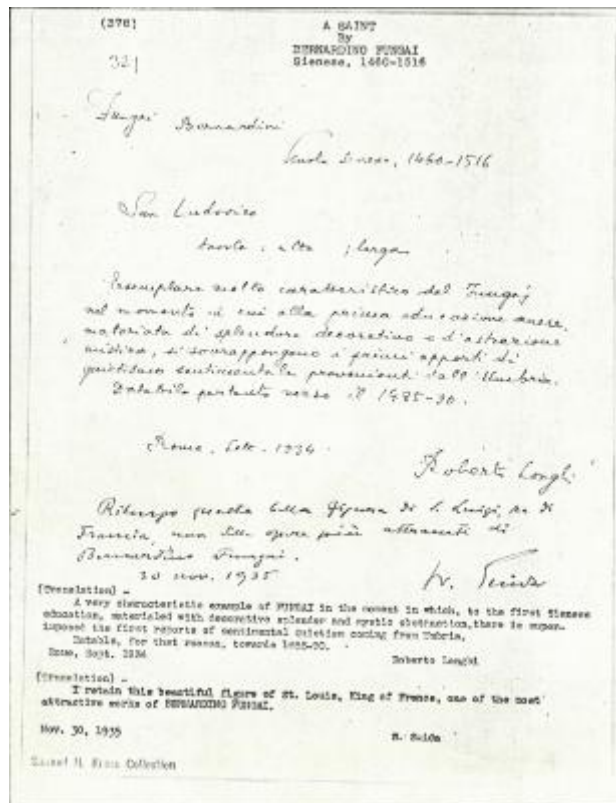 (378)
A SAINT
By
BERNARDINO FUNGAI
Sienese, 1460-1516
321
Fungai Bernardini
Scuola Senese, 1460-1516
San Ludovico
tavola . alta ; larga
Esemplare molto caratteristico del Fungaj
nel momento in cui alla prima educazione senese,
materiata di splendore decorativo e d'astrazione
mistica, si sovrappongono i primi apporti di
quietismo sentimentale provenienti dall'Umbria.
Databile pertanto verso il 1485-90.
Roma, Sett. 1934.
Roberto Longhi
Ritengo questa bella figura di S. Luigi, re di
Francia, una delle opere più attraenti di
Bernardino Fungai.
30 nov. 1935
W. Suida
(Translation) -
A very characteristic example of FUNGAI in the moment in which, to the first Sienese
education, materialed with decorative splendor and mystic abstraction, there is super-
imposed the first reports of sentimental quietism coming from Umbria.
Datable, for that reason, towards 1485-90.
Rome, Sept. 1934
Roberto Longhi
(Translation) -
I retain this beautiful figure of St. Louis, King of France, one of the most
attractive works of BERNARDINO FUNGAI.
Nov. 30, 1935
W. Suida
Samuel H. Kress Collection